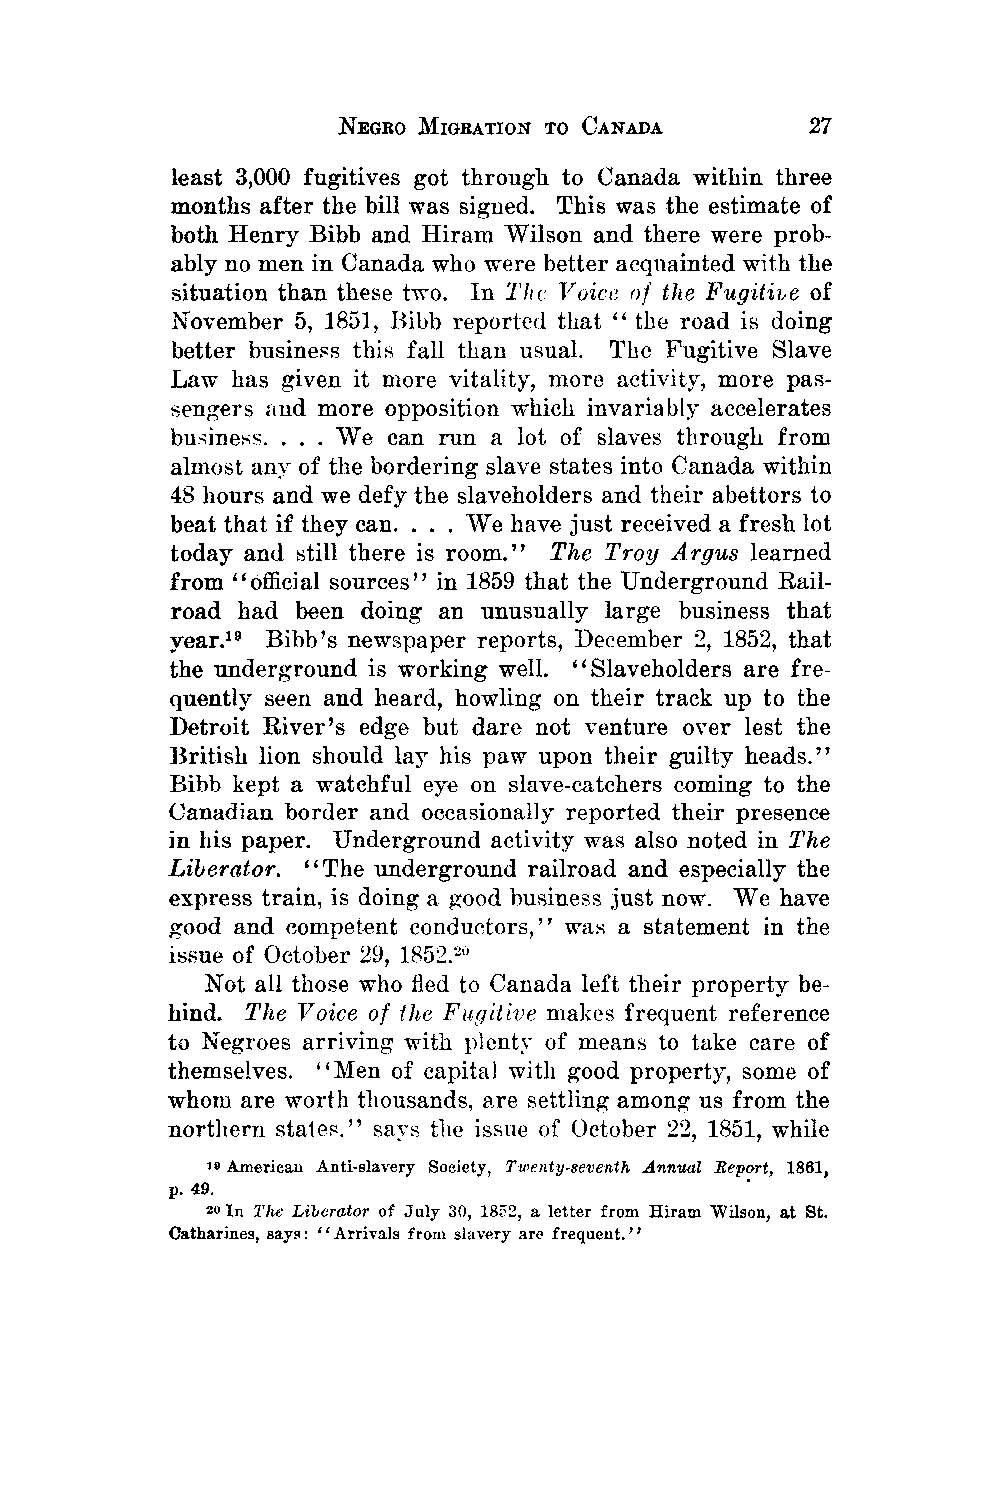 NEGRO MIGRATION TO CANADA 27
least 3,000 fugitives got through to Canada within three
months after the bill was signed. This was the estimate of
both Henry Bibb and Hiram Wilson and there were prob-
ably no men in Canada who were better acquainted with the
situation than these two. In The Voice of the Fugitive of
November 5, 1851, Bibb reported that “ the road is doing
better business this fall than usual. The Fugitive Slave
Law has given it more vitality, more activity, more pas-
sengers and more opposition which invariably accelerates
business. . . . We can run a lot of slaves through from
almost any of the bordering slave states into Canada within
48 hours and we defy the slaveholders and their abettors to
beat that if they can. . . . We have just received a fresh lot
today and still there is room.” The Troy Argus learned
from “official sources” in 1859 that the Underground Rail-
road had been doing an unusually large business that
year.¹⁹ Bibb's newspaper reports, December 2, 1852, that
the underground is working well. “Slaveholders are fre-
quently seen and heard, howling on their track up to the
Detroit River's edge but dare not venture over lest the
British lion should lay his paw upon their guilty heads.”
Bibb kept a watchful eye on slave-catchers coming to the
Canadian border and occasionally reported their presence
in his paper. Underground activity was also noted in The
Liberator. “The underground railroad and especially the
express train, is doing a good business just now. We have
good and competent conductors,” was a statement in the
issue of October 29, 1852.²⁰
Not all those who fled to Canada left their property be-
hind. The Voice of the Fugitive makes frequent reference
to Negroes arriving with plenty of means to take care of
themselves. “Men of capital with good property, some of
whom are worth thousands, are settling among us from the
northern states.” says the issue of October 22, 1851, while
¹⁹ American Anti-slavery Society, Twenty-seventh Annual Report, 1861,
p. 49.
²⁰ In The Liberator of July 30, 1852, a letter from Hiram Wilson, at St.
Catharines, says: “Arrivals from slavery are frequent.”